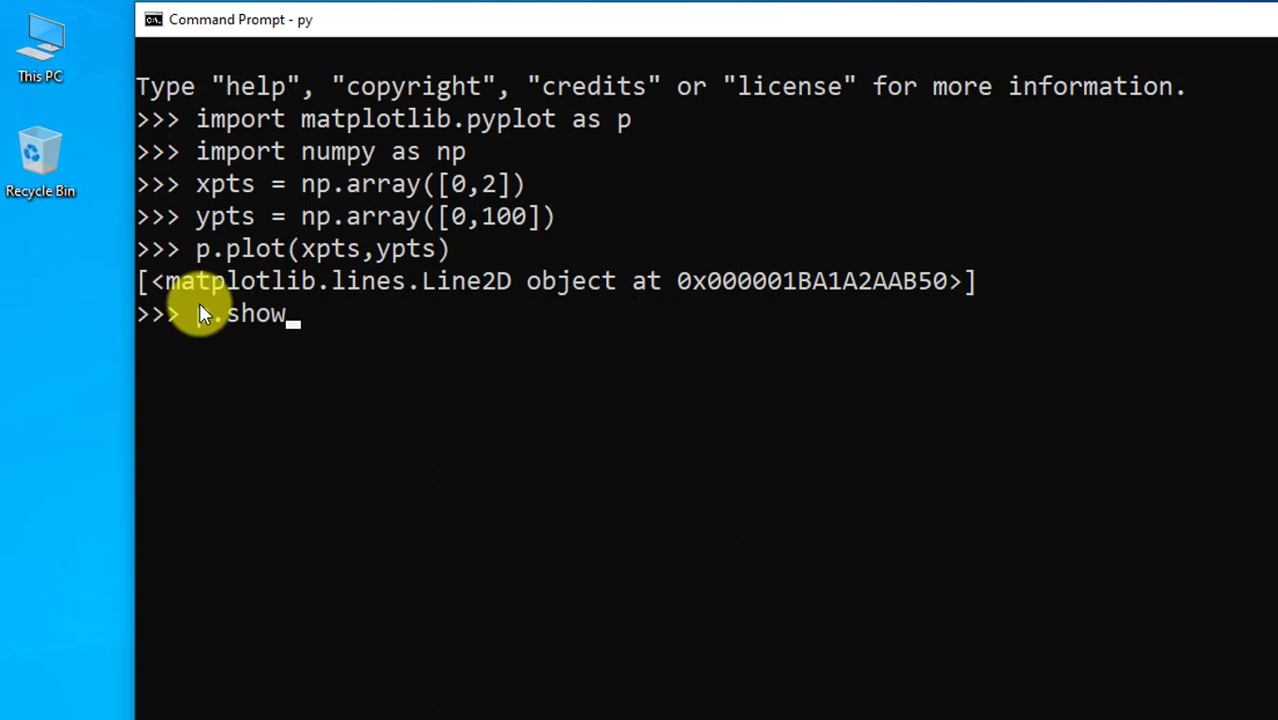 This PC
Recycle Bin
Command Prompt - py
Type "help", "copyright", "credits" or "license" for more information.
>>> import matplotlib.pyplot as p
>>> import numpy as np
>>> xpts = np.array([0,2])
>>> ypts = np.array([0,100])
>>> p.plot(xpts,ypts)
[<matplotlib.lines.Line2D object at 0x000001BA1A2AAB50>]
>>> p.show_